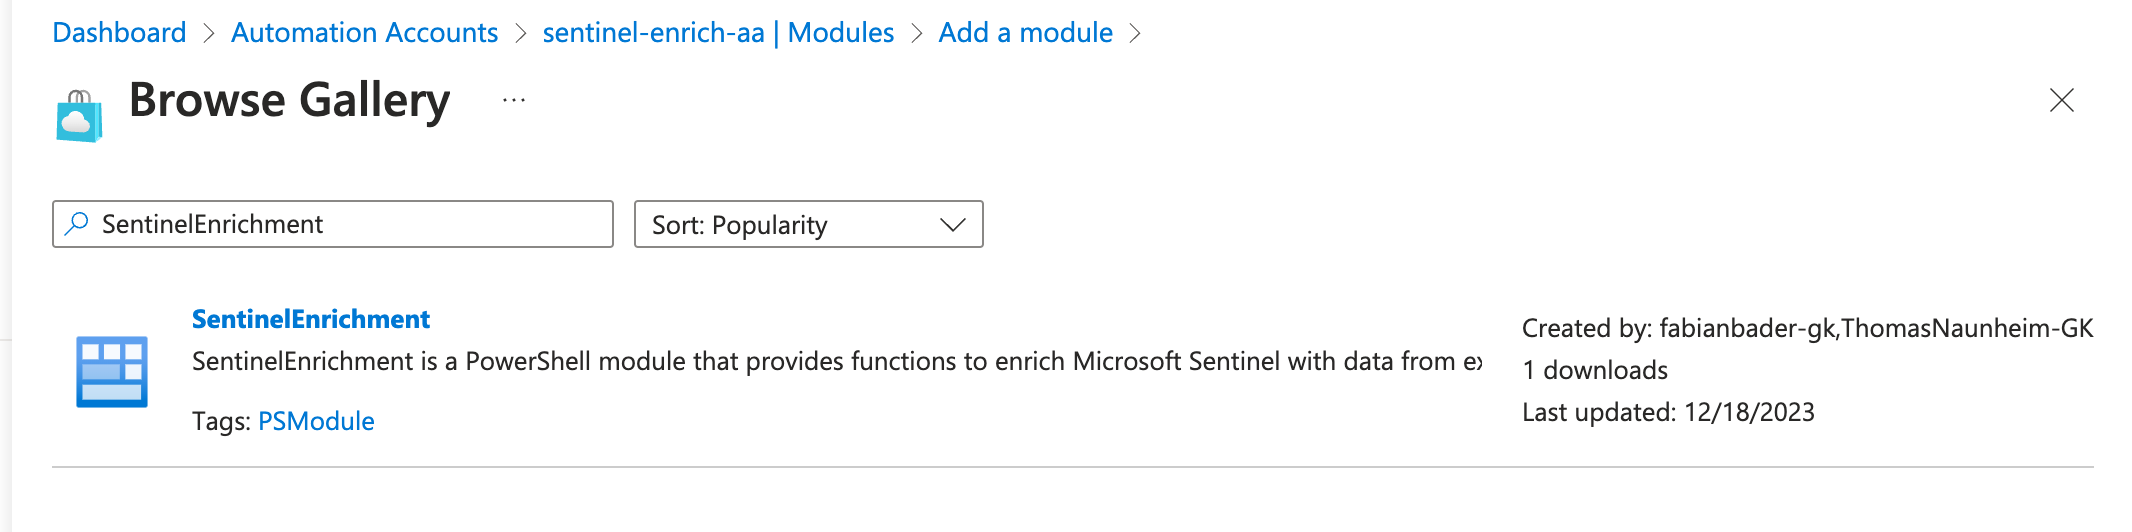 Dashboard > Automation Accounts > sentinel-enrich-aa | Modules > Add a module >
Browse Gallery ...
SentinelEnrichment
Sort: Popularity
SentinelEnrichment
SentinelEnrichment is a PowerShell module that provides functions to enrich Microsoft Sentinel with data from
Tags: PSModule
Created by: fabianbader-gk,ThomasNaunheim-GK
1 downloads
Last updated: 12/18/2023